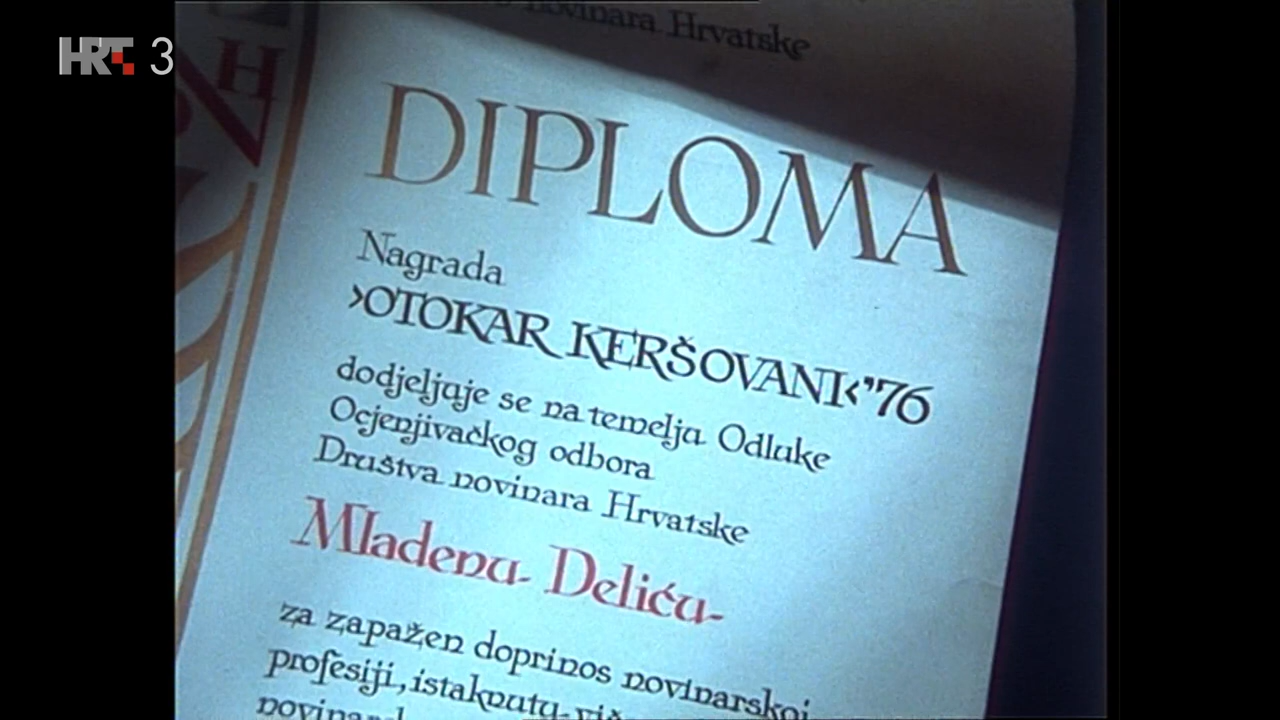 HRT 3
novinara Hrvatske
H
DIPLOMA
Nagrada
›OTOKAR KERŠOVANI‹’76
dodjeljuje se na temelju Odluke
Ocjenjivačkog odbora
Društva novinara Hrvatske
Mladenu Deliću
za zapažen doprinos novinarskoj
profesiji, istaknutu